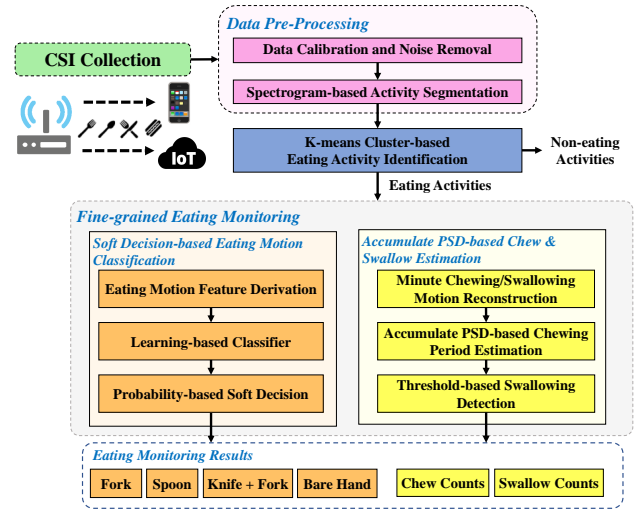 Data Pre-Processing
CSI Collection
Data Calibration and Noise Removal
Spectrogram-based Activity Segmentation
IoT
K-means Cluster-based
Eating Activity Identification
Non-eating
Activities
Eating Activities
Fine-grained Eating Monitoring
Soft Decision-based Eating Motion
Classification
Eating Motion Feature Derivation
Learning-based Classifier
Probability-based Soft Decision
Accumulate PSD-based Chew &
Swallow Estimation
Minute Chewing/Swallowing
Motion Reconstruction
Accumulate PSD-based Chewing
Period Estimation
Threshold-based Swallowing
Detection
Eating Monitoring Results
Fork
Spoon
Knife + Fork
Bare Hand
Chew Counts
Swallow Counts